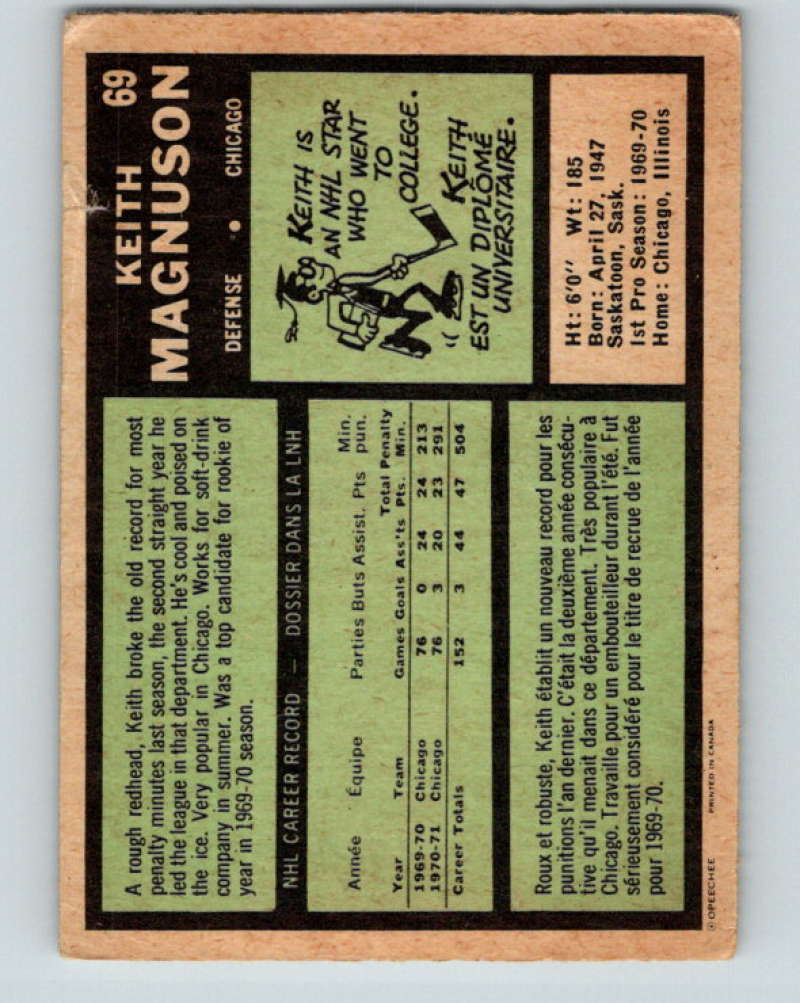 KEITH 69
MAGNUSON
DEFENSE • CHICAGO
A rough redhead, Keith broke the old record for most
penalty minutes last season, the second straight year he
led the league in that department. He's cool and poised on
the ice. Very popular in Chicago. Works for soft-drink
company in summer. Was a top candidate for rookie of
year in 1969-70 season.
KEITH IS
AN NHL STAR
WHO WENT
TO
COLLEGE.
KEITH
EST UN DIPLÔMÉ
UNIVERSITAIRE.
NHL CAREER RECORD — DOSSIER DANS LA LNH
Année Équipe Parties Buts Assist. Pts Min. pun.
Year Team Games Goals Ass'ts Total Pts. Penalty Min.
1969-70 Chicago 76 0 24 24 213
1970-71 Chicago 76 3 20 23 291
Career Totals 152 3 44 47 504
Ht: 6'0" Wt: 185
Born: April 27, 1947
Saskatoon, Sask.
1st Pro Season: 1969-70
Home: Chicago, Illinois
Roux et robuste, Keith établit un nouveau record pour les
punitions l'an dernier. C'était la deuxième année consécu-
tive qu'il menait dans ce département. Très populaire à
Chicago. Travaille pour un embouteilleur durant l'été. Fut
sérieusement considéré pour le titre de recrue de l'année
pour 1969-70.
© OPEECHEE PRINTED IN CANADA